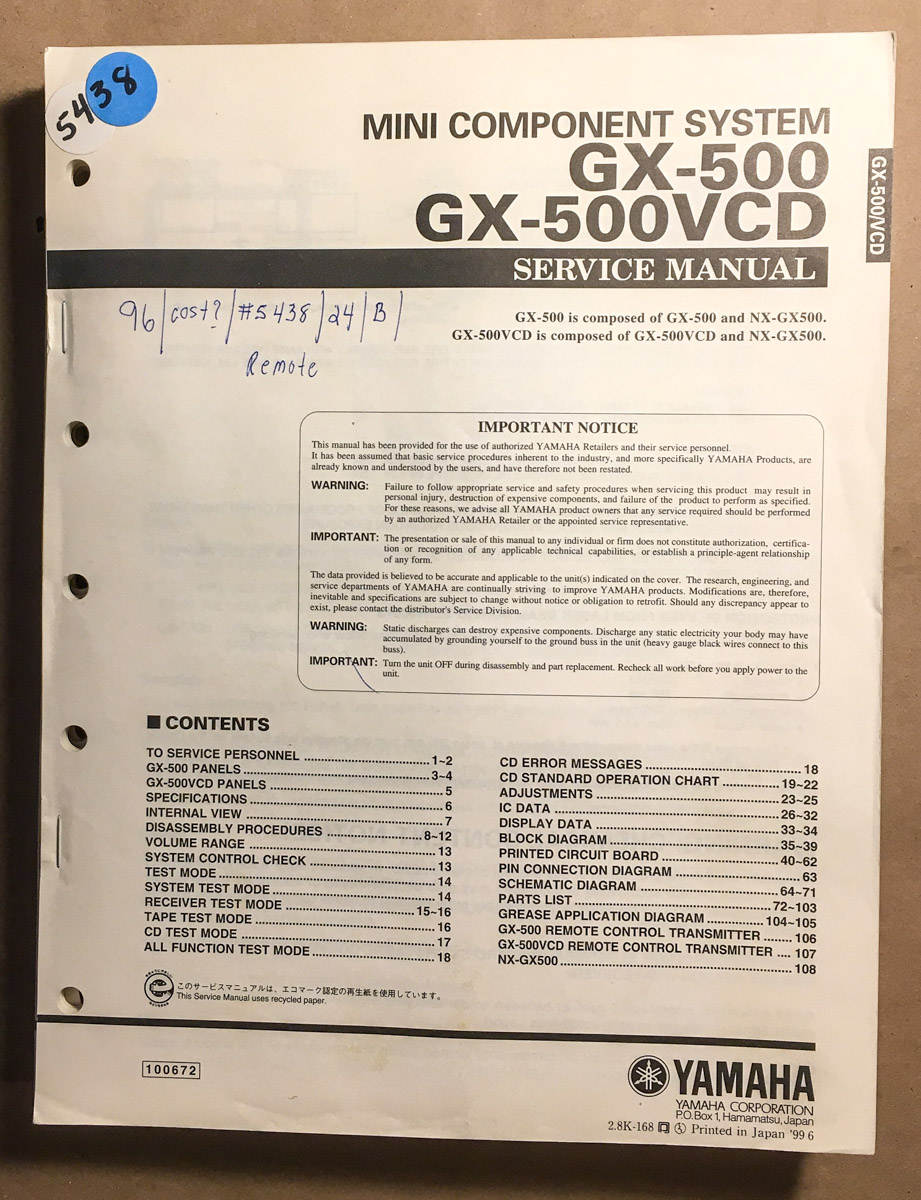 5438
MINI COMPONENT SYSTEM
GX-500
GX-500VCD
GX-500/VCD
SERVICE MANUAL
96/cost?/#5438/24/B/
Remote
GX-500 is composed of GX-500 and NX-GX500.
GX-500VCD is composed of GX-500VCD and NX-GX500.
IMPORTANT NOTICE
This manual has been provided for the use of authorized YAMAHA Retailers and their service personnel.
It has been assumed that basic service procedures inherent to the industry, and more specifically YAMAHA Products, are
already known and understood by the users, and have therefore not been restated.
WARNING: Failure to follow appropriate service and safety procedures when servicing this product may result in
personal injury, destruction of expensive components, and failure of the product to perform as specified.
For these reasons, we advise all YAMAHA product owners that any service required should be performed
by an authorized YAMAHA Retailer or the appointed service representative.
IMPORTANT: The presentation or sale of this manual to any individual or firm does not constitute authorization, certifica-
tion or recognition of any applicable technical capabilities, or establish a principle-agent relationship
of any form.
The data provided is believed to be accurate and applicable to the unit(s) indicated on the cover. The research, engineering, and
service departments of YAMAHA are continually striving to improve YAMAHA products. Modifications are, therefore,
inevitable and specifications are subject to change without notice or obligation to retrofit. Should any discrepancy appear to
exist, please contact the distributor's Service Division.
WARNING: Static discharges can destroy expensive components. Discharge any static electricity your body may have
accumulated by grounding yourself to the ground buss in the unit (heavy gauge black wires connect to this
buss).
IMPORTANT: Turn the unit OFF during disassembly and part replacement. Recheck all work before you apply power to the
unit.
■ CONTENTS
TO SERVICE PERSONNEL ........ 1~2
GX-500 PANELS ........ 3~4
GX-500VCD PANELS ........ 5
SPECIFICATIONS ........ 6
INTERNAL VIEW ........ 7
DISASSEMBLY PROCEDURES ........ 8~12
VOLUME RANGE ........ 13
SYSTEM CONTROL CHECK ........ 13
TEST MODE ........ 14
SYSTEM TEST MODE ........ 14
RECEIVER TEST MODE ........ 15~16
TAPE TEST MODE ........ 16
CD TEST MODE ........ 17
ALL FUNCTION TEST MODE ........ 18
CD ERROR MESSAGES ........ 18
CD STANDARD OPERATION CHART ........ 19~22
ADJUSTMENTS ........ 23~25
IC DATA ........ 26~32
DISPLAY DATA ........ 33~34
BLOCK DIAGRAM ........ 35~39
PRINTED CIRCUIT BOARD ........ 40~62
PIN CONNECTION DIAGRAM ........ 63
SCHEMATIC DIAGRAM ........ 64~71
PARTS LIST ........ 72~103
GREASE APPLICATION DIAGRAM ........ 104~105
GX-500 REMOTE CONTROL TRANSMITTER ........ 106
GX-500VCD REMOTE CONTROL TRANSMITTER .... 107
NX-GX500 ........ 108
このサービスマニュアルは、エコマーク認定の再生紙を使用しています。
This Service Manual uses recycled paper.
100672
YAMAHA
YAMAHA CORPORATION
P.O.Box 1, Hamamatsu, Japan
2.8K-168 Printed in Japan '99 6